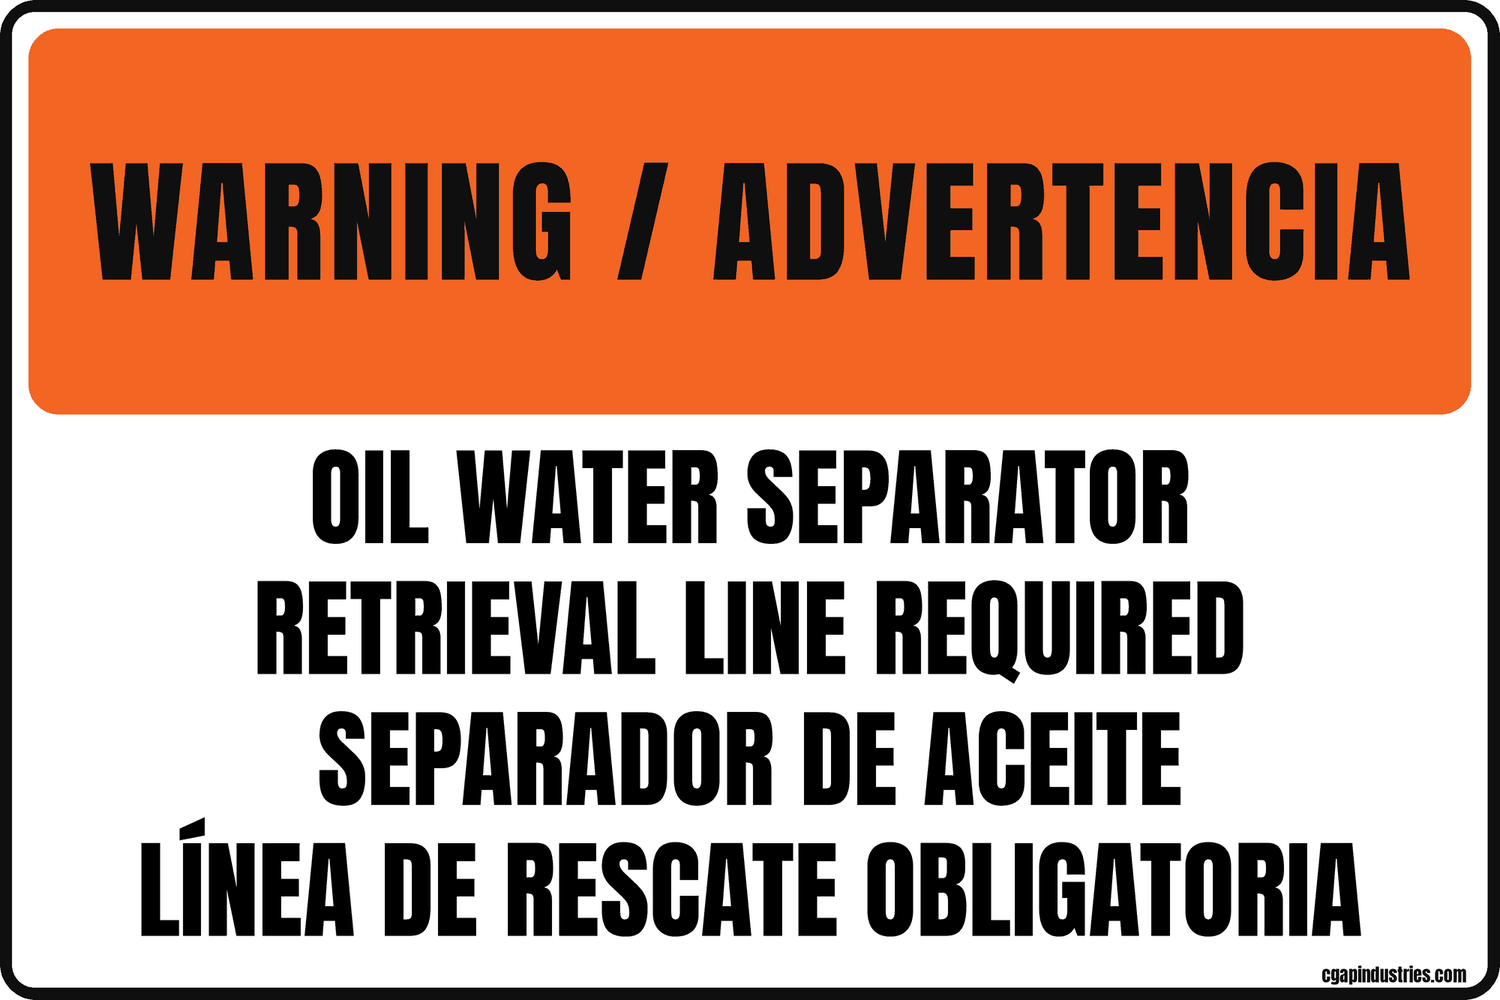 WARNING / ADVERTENCIA
OIL WATER SEPARATOR
RETRIEVAL LINE REQUIRED
SEPARADOR DE ACEITE
LÍNEA DE RESCATE OBLIGATORIA
cgapindustries.com